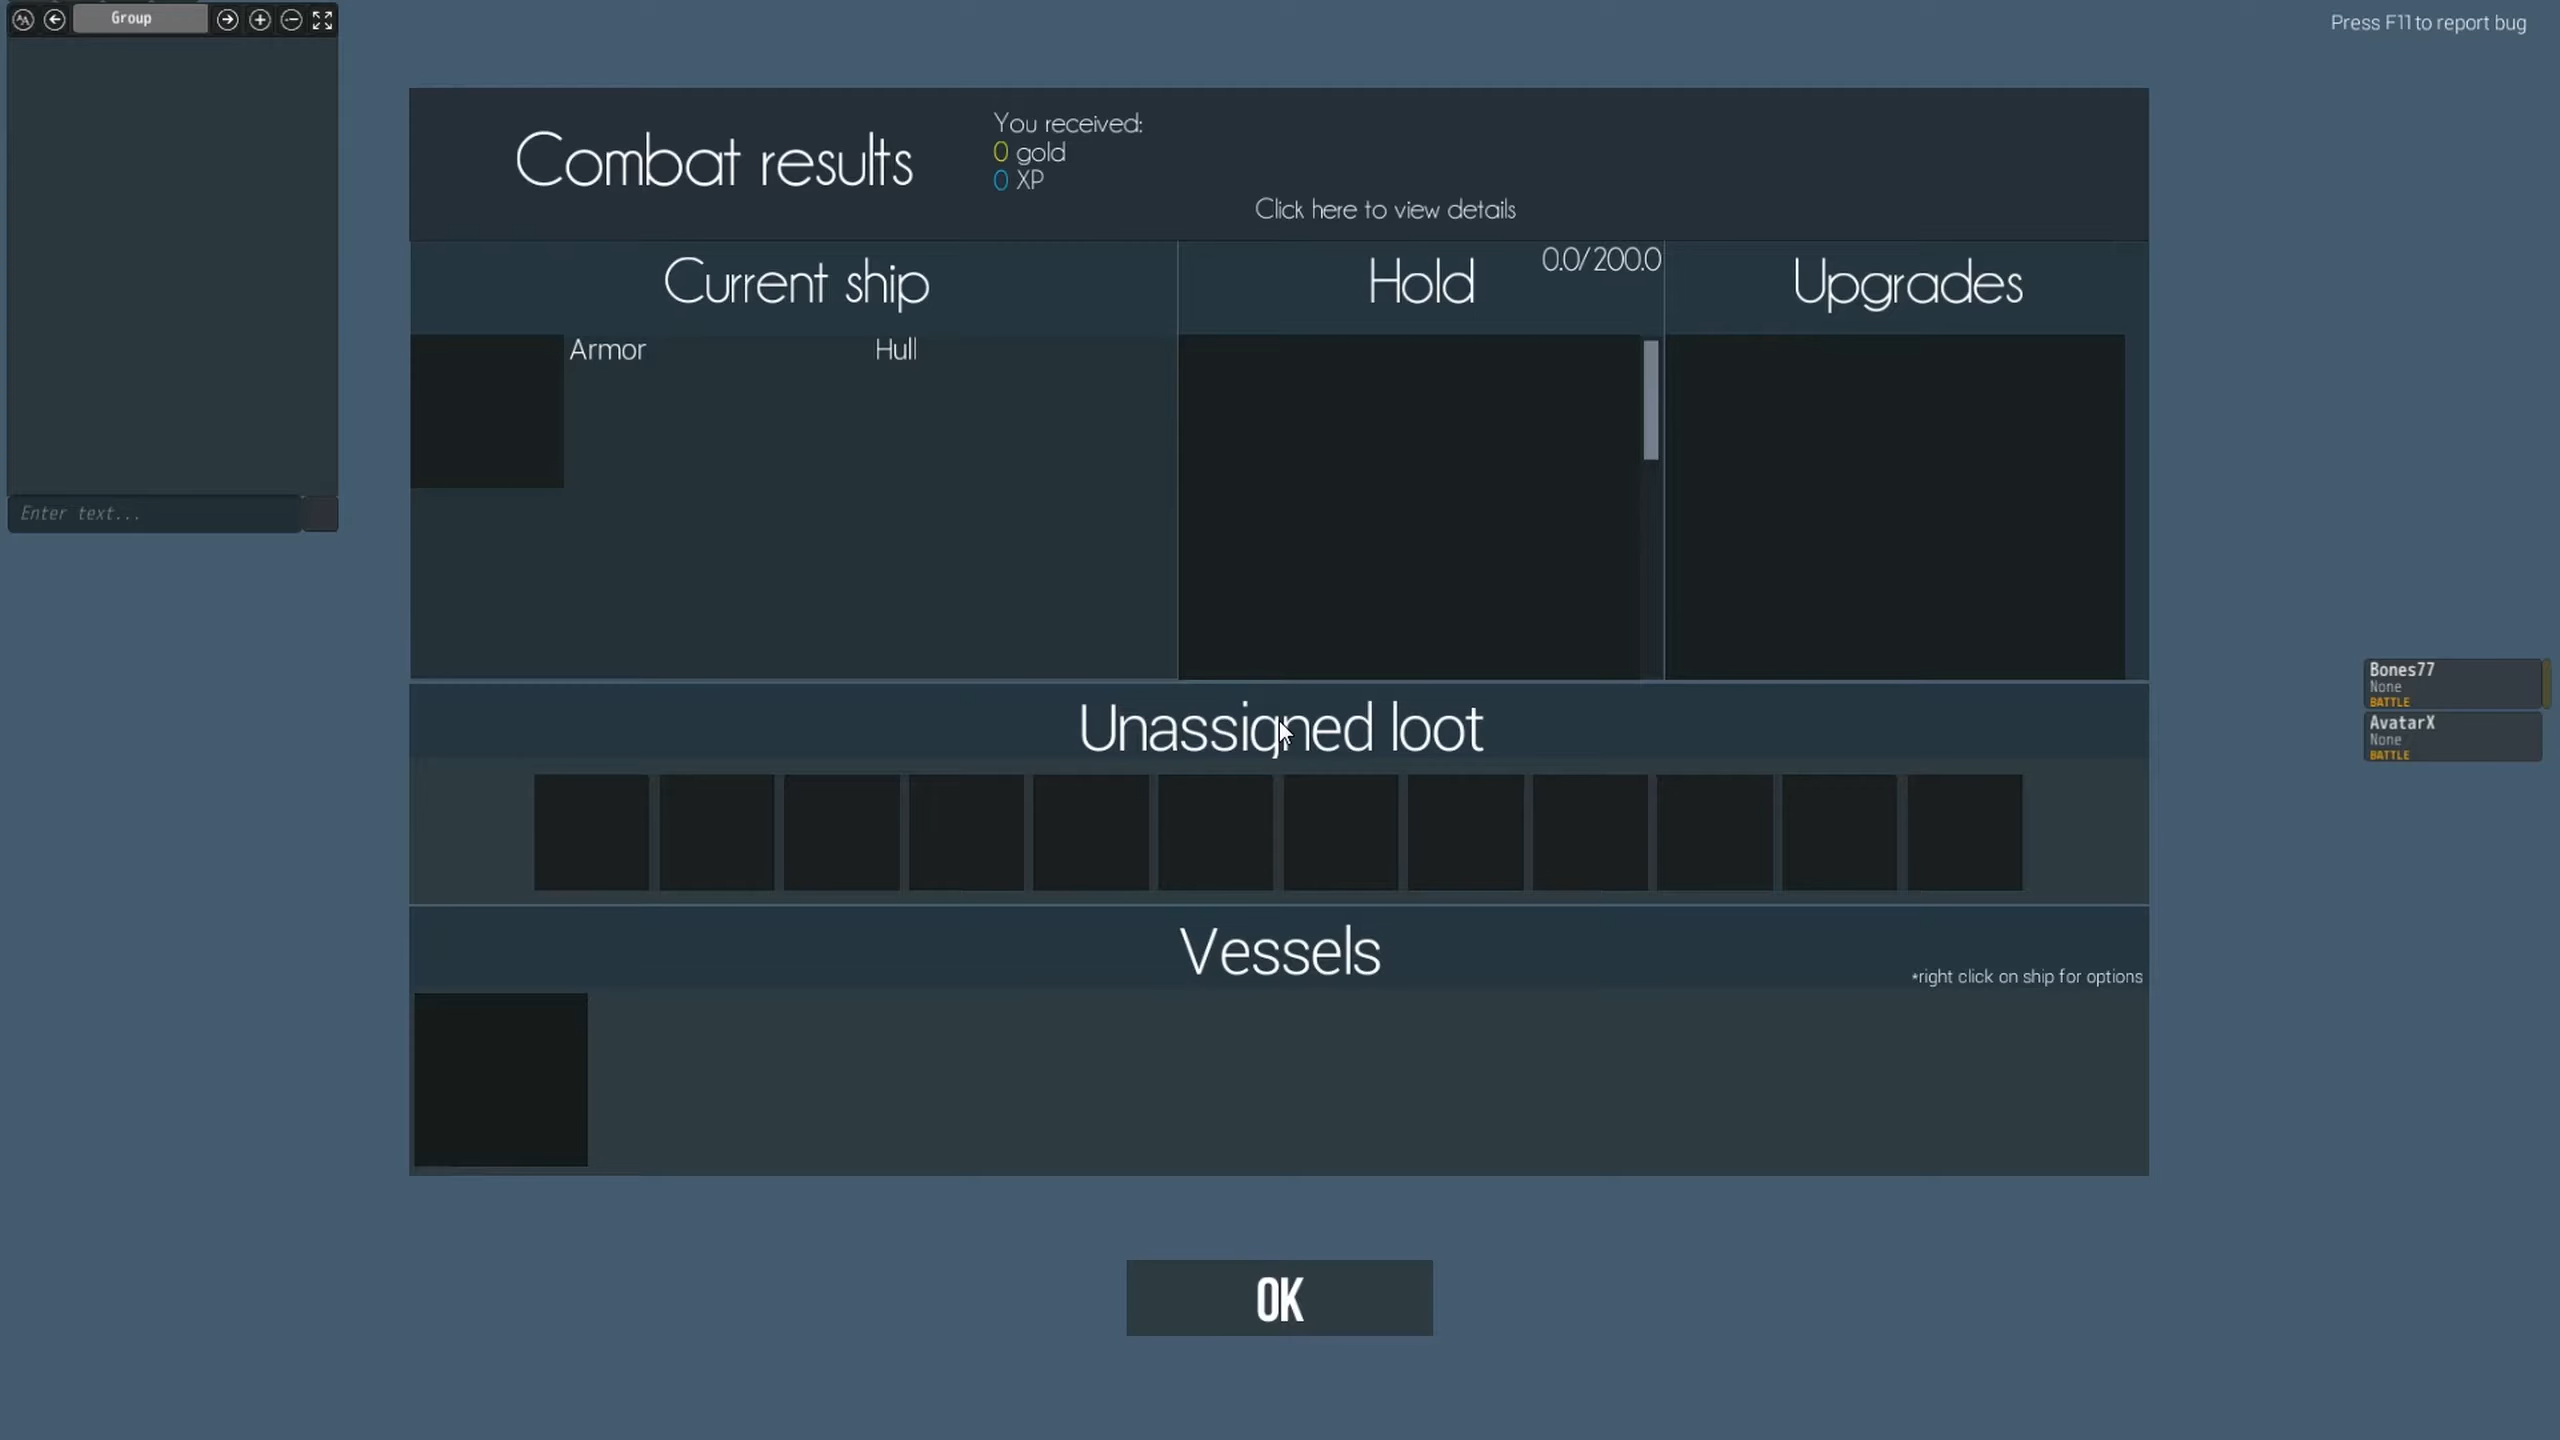 Group
Press F11 to report bug
Combat results
You received:
0 gold
0 XP
Click here to view details
Current ship
Hold
0.0/200.0
Upgrades
Armor
Hull
Enter text...
Unassigned loot
Bones77
None
BATTLE
AvatarX
None
BATTLE
Vessels
*right click on ship for options
OK